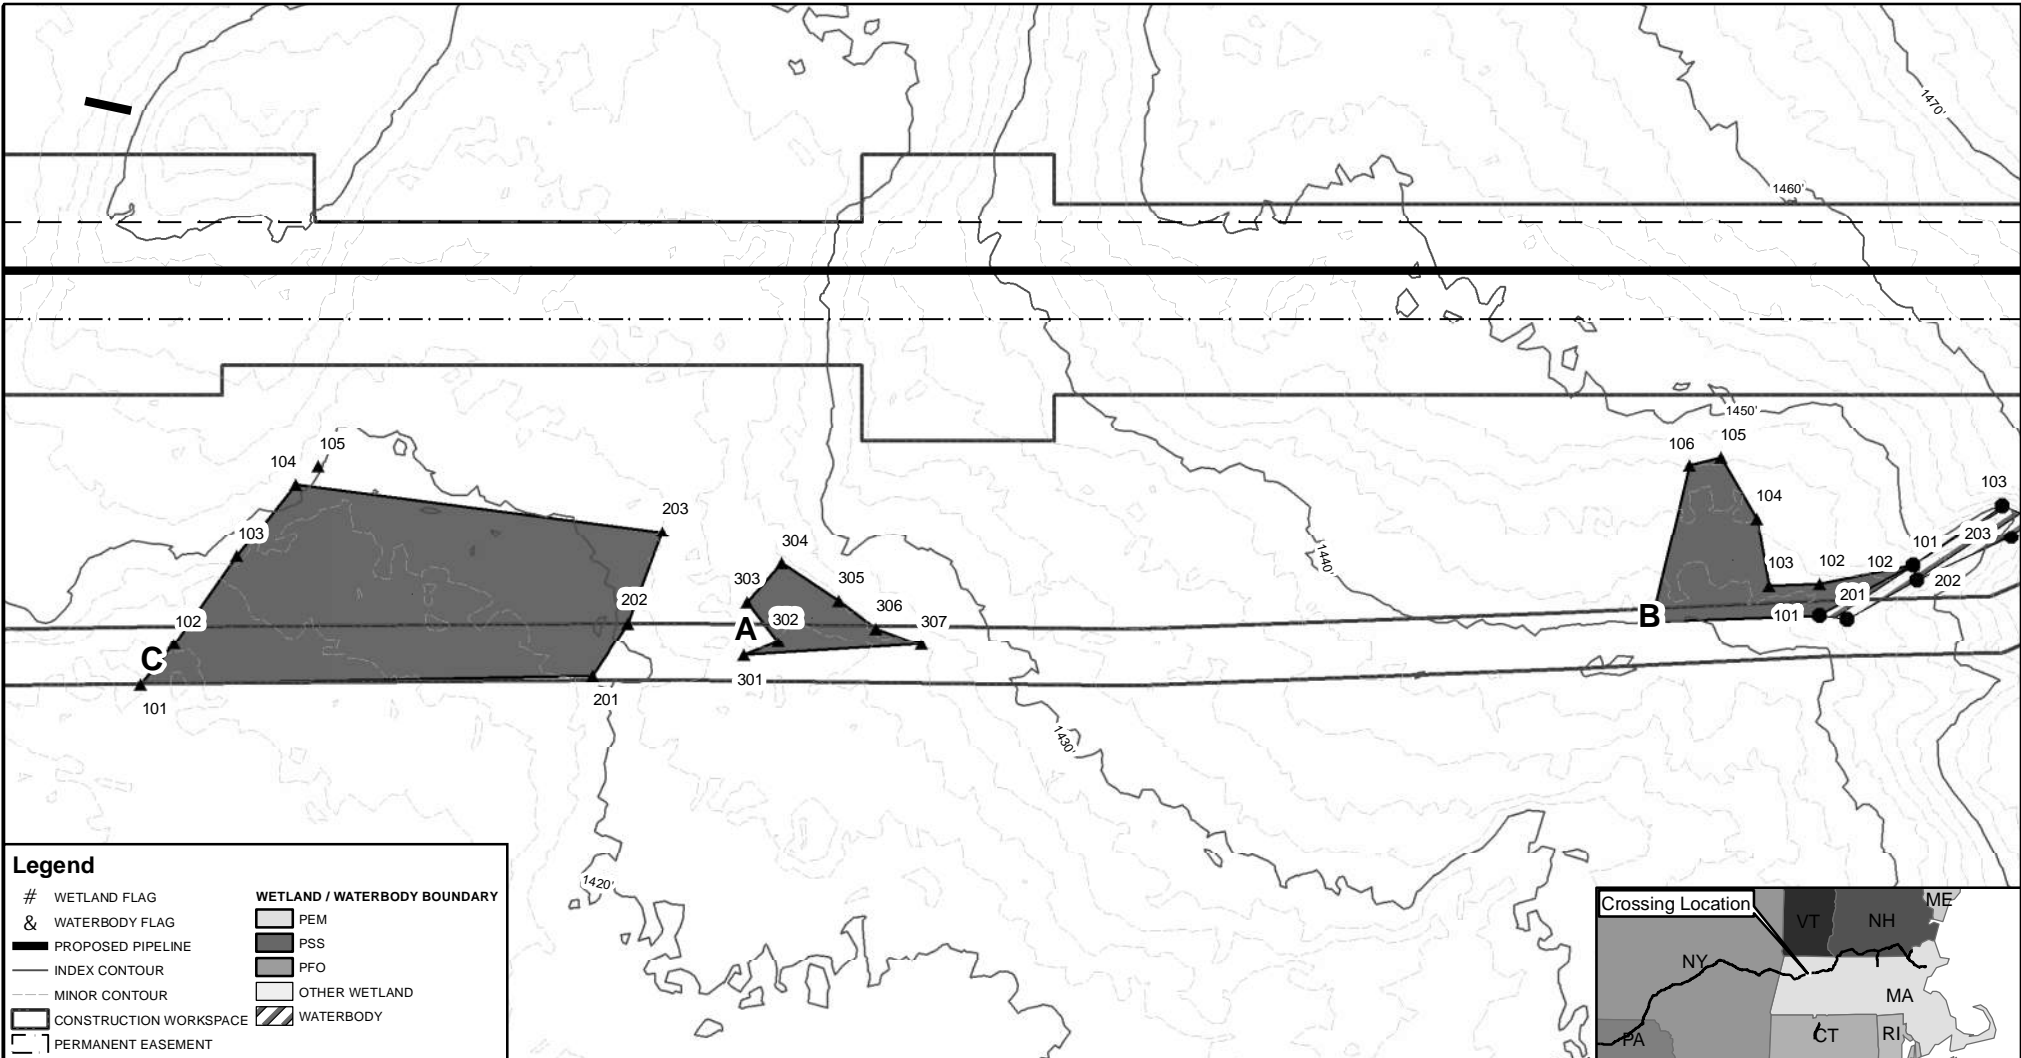 1470'
1460'
1450'
105
106
105
104
104
103
203
103
203
304
101
103
102
102
1440'
303
305
202
202
306
201
102
302
307
A
B
101
C
301
101
201
1430'
1420'
Legend
# WETLAND FLAG
& WATERBODY FLAG
PROPOSED PIPELINE
INDEX CONTOUR
MINOR CONTOUR
CONSTRUCTION WORKSPACE
PERMANENT EASEMENT
WETLAND / WATERBODY BOUNDARY
PEM
PSS
PFO
OTHER WETLAND
WATERBODY
Crossing Location
ME
VT
NH
NY
MA
PA
CT
RI